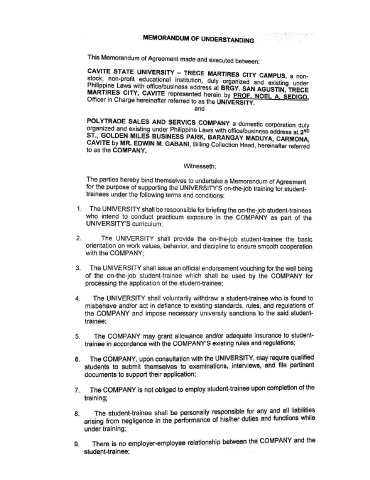 MEMORANDUM OF UNDERSTANDING
This Memorandum of Agreement made and executed between:
CAVITE STATE UNIVERSITY – TRECE MARTIRES CITY CAMPUS, a non-
stock, non-profit educational institution, duly organized and existing under
Philippine Laws with office/business address at BRGY. SAN AGUSTIN, TRECE
MARTIRES CITY, CAVITE represented herein by PROF. NOEL A. SEDIGO,
Officer in Charge hereinafter referred to as the UNIVERSITY.
and
POLYTRADE SALES AND SERVICS COMPANY a domestic corporation duly
organized and existing under Philippine Laws with office/business address at 2ND
ST., GOLDEN MILES BUSINESS PARK, BARANGAY MADUYA, CARMONA,
CAVITE by MR. EDWIN M. GABANI, Billing Collection Head, hereinafter referred
to as the COMPANY.
Witnesseth:
The parties hereby bind themselves to undertake a Memorandum of Agreement
for the purpose of supporting the UNIVERSITY'S on-the-job training for student-
trainees under the following terms and conditions:
1. The UNIVERSITY shall be responsible for briefing the on-the-job student-trainees
who intend to conduct practicum exposure in the COMPANY as part of the
UNIVERSITY'S curriculum;
2. The UNIVERSITY shall provide the on-the-job student-trainee the basic
orientation on work values, behavior, and discipline to ensure smooth cooperation
with the COMPANY;
3. The UNIVERSITY shall issue an official endorsement vouching for the well being
of the on-the-job student-trainee which shall be used by the COMPANY for
processing the application of the student-trainee;
4. The UNIVERSITY shall voluntarily withdraw a student-trainee who is found to
misbehave and/or act in defiance to existing standards, rules, and regulations of
the COMPANY and impose necessary university sanctions to the said student-
trainee;
5. The COMPANY may grant allowance and/or adequate insurance to student-
trainee in accordance with the COMPANY'S existing rules and regulations;
6. The COMPANY, upon consultation with the UNIVERSITY, may require qualified
students to submit themselves to examinations, interviews, and file pertinent
documents to support their application;
7. The COMPANY is not obliged to employ student-trainee upon completion of the
training;
8. The student-trainee shall be personally responsible for any and all liabilities
arising from negligence in the performance of his/her duties and functions while
under training;
9. There is no employer-employee relationship between the COMPANY and the
student-trainee;